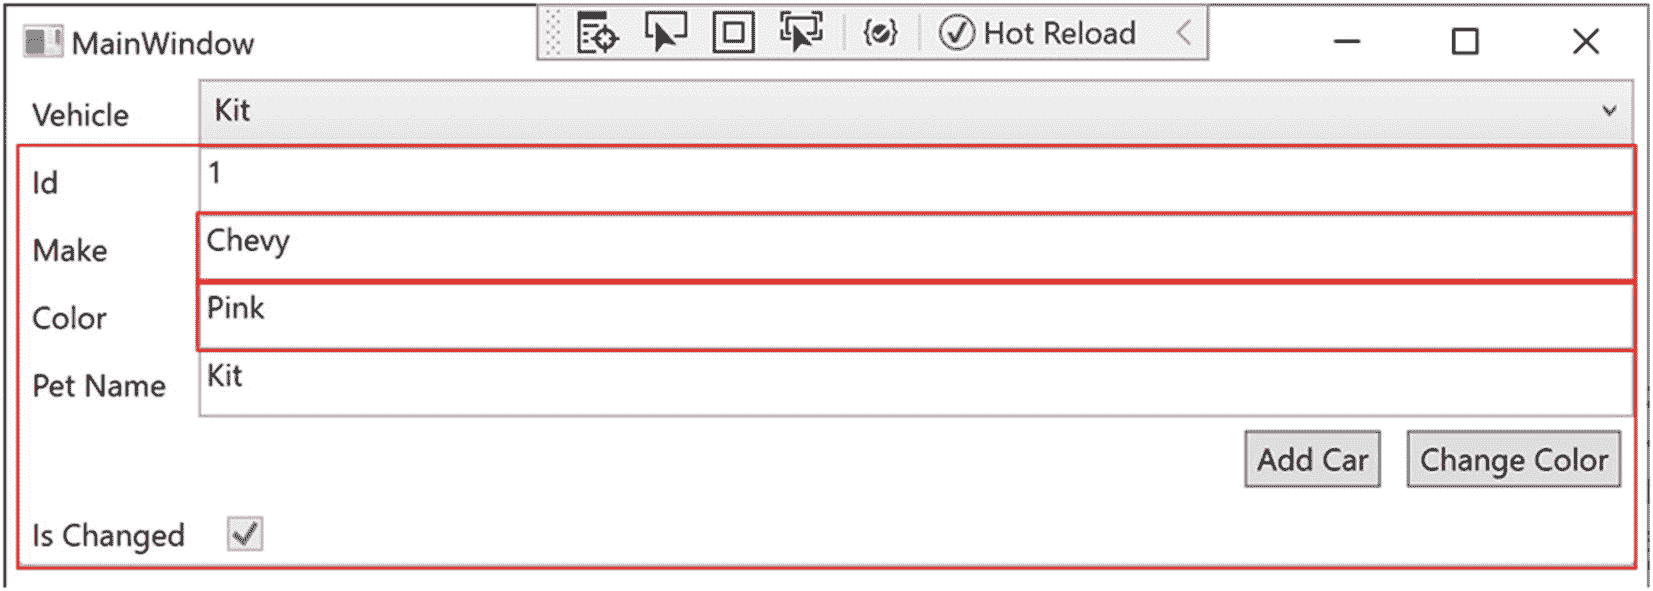 MainWindow
Hot Reload
Vehicle Kit
Id 1
Make Chevy
Color Pink
Pet Name Kit
Add Car Change Color
Is Changed